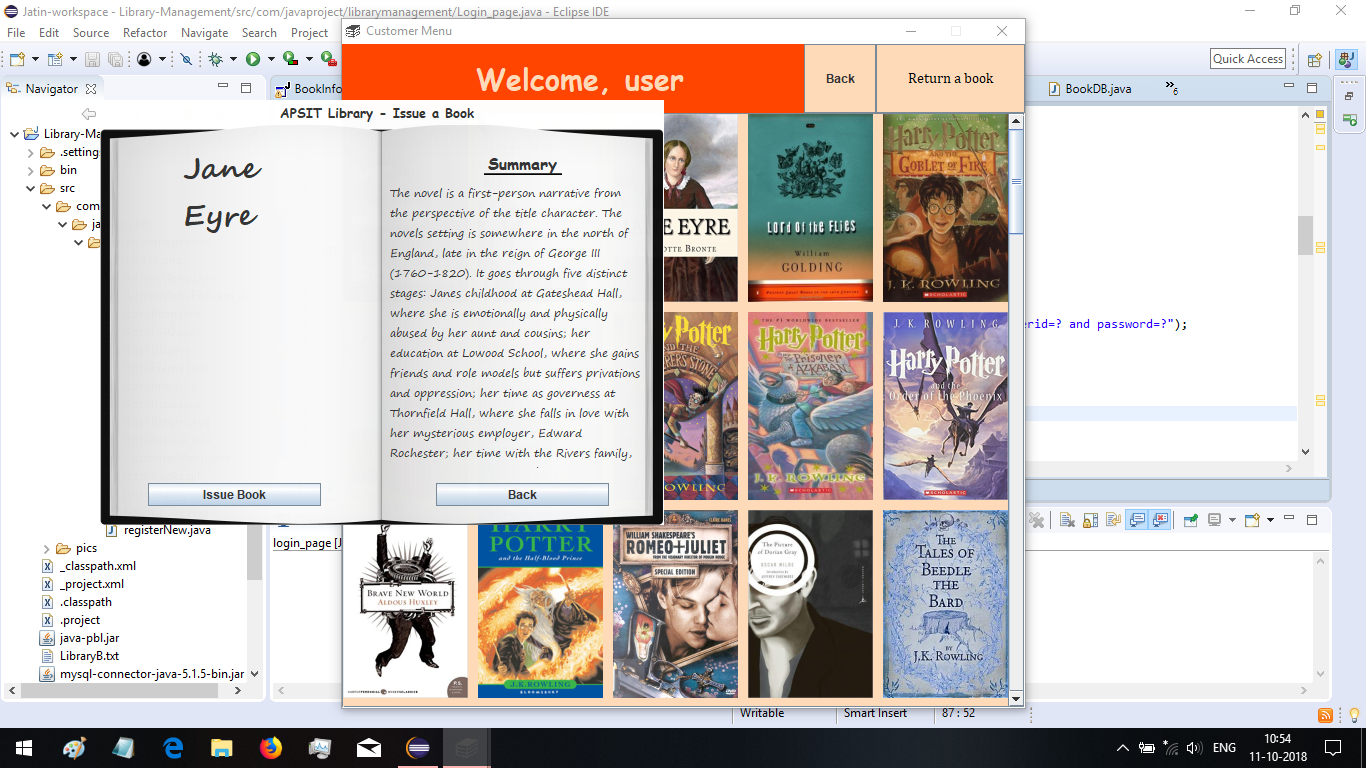 Jatin-workspace - Library-Management/src/com/javaproject/librarymanagement/Login_page.java - Eclipse IDE
File Edit Source Refactor Navigate Search Project
Quick Access
Customer Menu
Welcome, user
Back
Return a book
Navigator
BookInfo
BookDB.java
6
Library-Ma
.settings
bin
src
com
ja
registerNew.java
pics
_classpath.xml
_project.xml
.classpath
.project
java-pbl.jar
LibraryB.txt
mysql-connector-java-5.1.5-bin.jar
APSIT Library - Issue a Book
Jane
Eyre
Summary
The novel is a first-person narrative from
the perspective of the title character. The
novels setting is somewhere in the north of
England, late in the reign of George III
(1760-1820). It goes through five distinct
stages: Janes childhood at Gateshead Hall,
where she is emotionally and physically
abused by her aunt and cousins; her
education at Lowood School, where she gains
friends and role models but suffers privations
and oppression; her time as governess at
Thornfield Hall, where she falls in love with
her mysterious employer, Edward
Rochester; her time with the Rivers family,
Issue Book
Back
E EYRE
OTTE BRONTE
LORD OF THE FLIES
William
GOLDING
Harry Potter
AND THE
GOBLET OF FIRE
J. K. ROWLING
SCHOLASTIC
y Potter
AND THE
RER'S STONE
OWLING
#1 WORLDWIDE BESTSELLER
Harry Potter
AND THE
Prisoner
of AZKABAN
J. K. ROWLING
SCHOLASTIC
J. K. ROWLING
Harry Potter
and the
Order of the Phoenix
SCHOLASTIC
erid=? and password=?");
login_page [J
BRAVE NEW WORLD
ALDOUS HUXLEY
P.S.
HARRY
POTTER
and the Half-Blood Prince
J.K.ROWLING
BLOOMSBURY
CLAIRE DANES
WILLIAM SHAKESPEARE'S
ROMEO+JULIET
SPECIAL EDITION
DVD
The Picture
of Dorian Gray
OSCAR WILDE
THE
TALES OF
BEEDLE
THE
BARD
BY
J.K. ROWLING
Writable
Smart Insert
87 : 52
ENG
10:54
11-10-2018